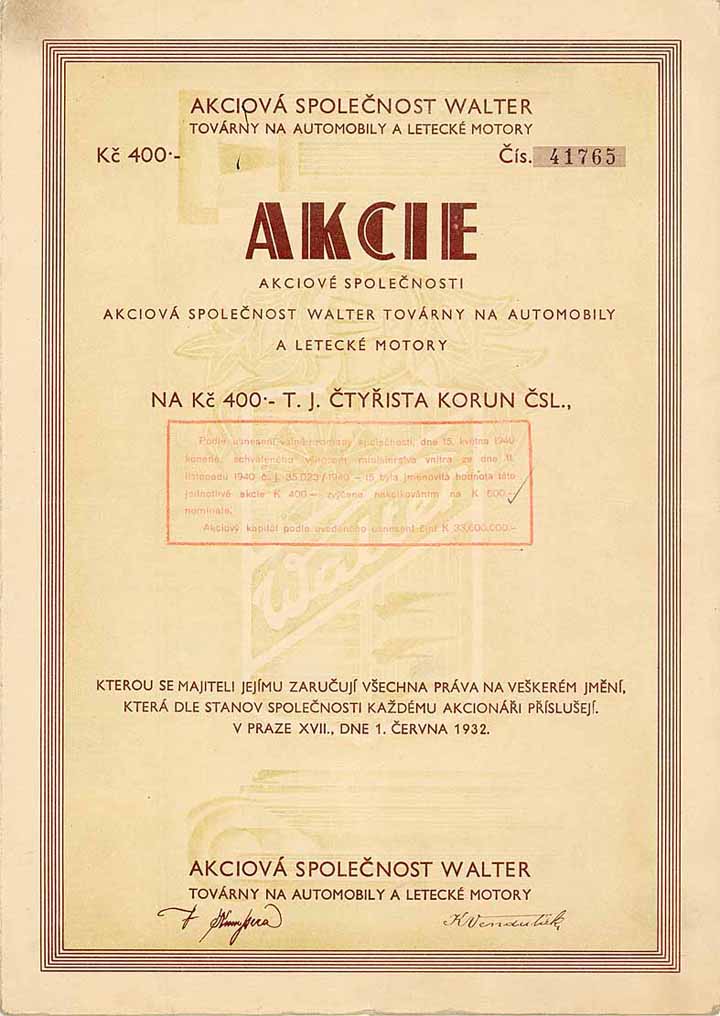 AKCIOVÁ SPOLEČNOST WALTER
TOVÁRNY NA AUTOMOBILY A LETECKÉ MOTORY
Kč 400·- Čís. 41765
AKCIE
AKCIOVÉ SPOLEČNOSTI
AKCIOVÁ SPOLEČNOST WALTER TOVÁRNY NA AUTOMOBILY
A LETECKÉ MOTORY
NA Kč 400·- T. J. ČTYŘISTA KORUN ČSL.,
Podle usnesení valné hromady společnosti, dne 15. května 1940
konané, schváleného výnosem ministerstva vnitra ze dne 11.
listopadu 1940 č. j. 35.023/1940 – 15 byla jmenovitá hodnota této
jednotlivé akcie K 400 – zvýšena nakolkováním na K 600.–
nominale.
Akciový kapitál podle uvedeného usnesení činí K 33,600.000.–
Walter
KTEROU SE MAJITELI JEJÍMU ZARUČUJÍ VŠECHNA PRÁVA NA VEŠKERÉM JMĚNÍ,
KTERÁ DLE STANOV SPOLEČNOSTI KAŽDÉMU AKCIONÁŘI PŘÍSLUŠEJÍ.
V PRAZE XVII., DNE 1. ČERVNA 1932.
AKCIOVÁ SPOLEČNOST WALTER
TOVÁRNY NA AUTOMOBILY A LETECKÉ MOTORY